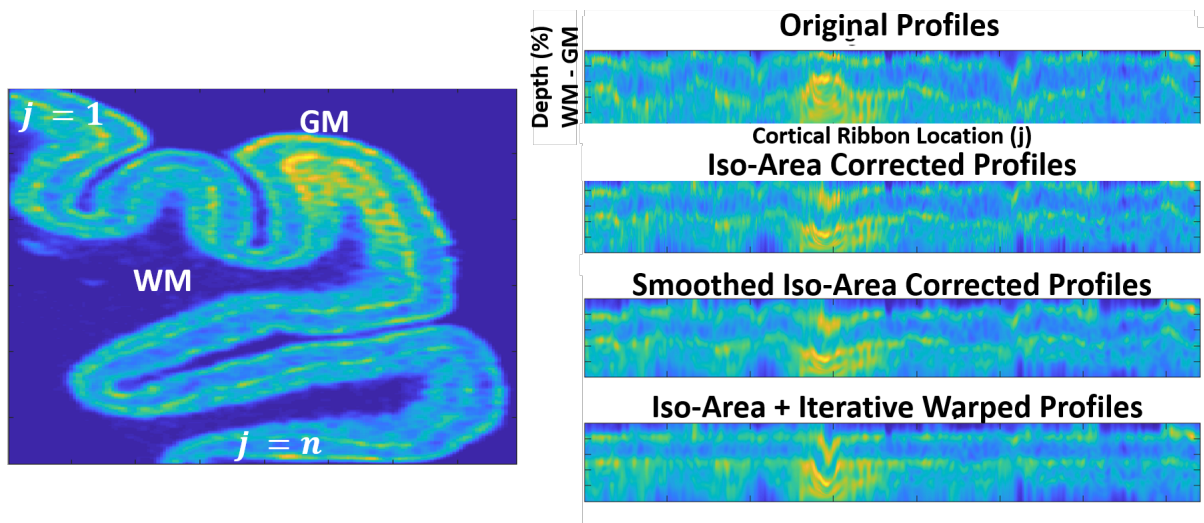 j = 1
GM
WM
j = n
Depth (%)
WM - GM
Original Profiles
Cortical Ribbon Location (j)
Iso-Area Corrected Profiles
Smoothed Iso-Area Corrected Profiles
Iso-Area + Iterative Warped Profiles